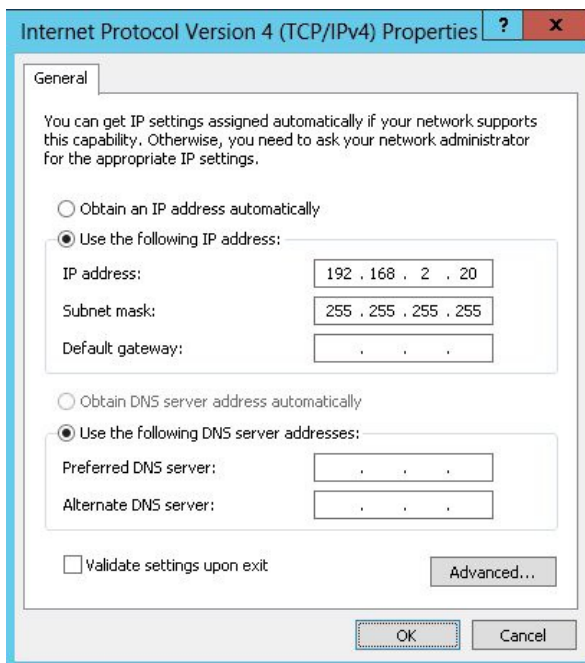 Internet Protocol Version 4 (TCP/IPv4) Properties ? x
General
You can get IP settings assigned automatically if your network supports
this capability. Otherwise, you need to ask your network administrator
for the appropriate IP settings.
Obtain an IP address automatically
Use the following IP address:
IP address: 192 . 168 . 2 . 20
Subnet mask: 255 . 255 . 255 . 255
Default gateway: . . .
Obtain DNS server address automatically
Use the following DNS server addresses:
Preferred DNS server: . . .
Alternate DNS server: . . .
Validate settings upon exit
Advanced...
OK Cancel